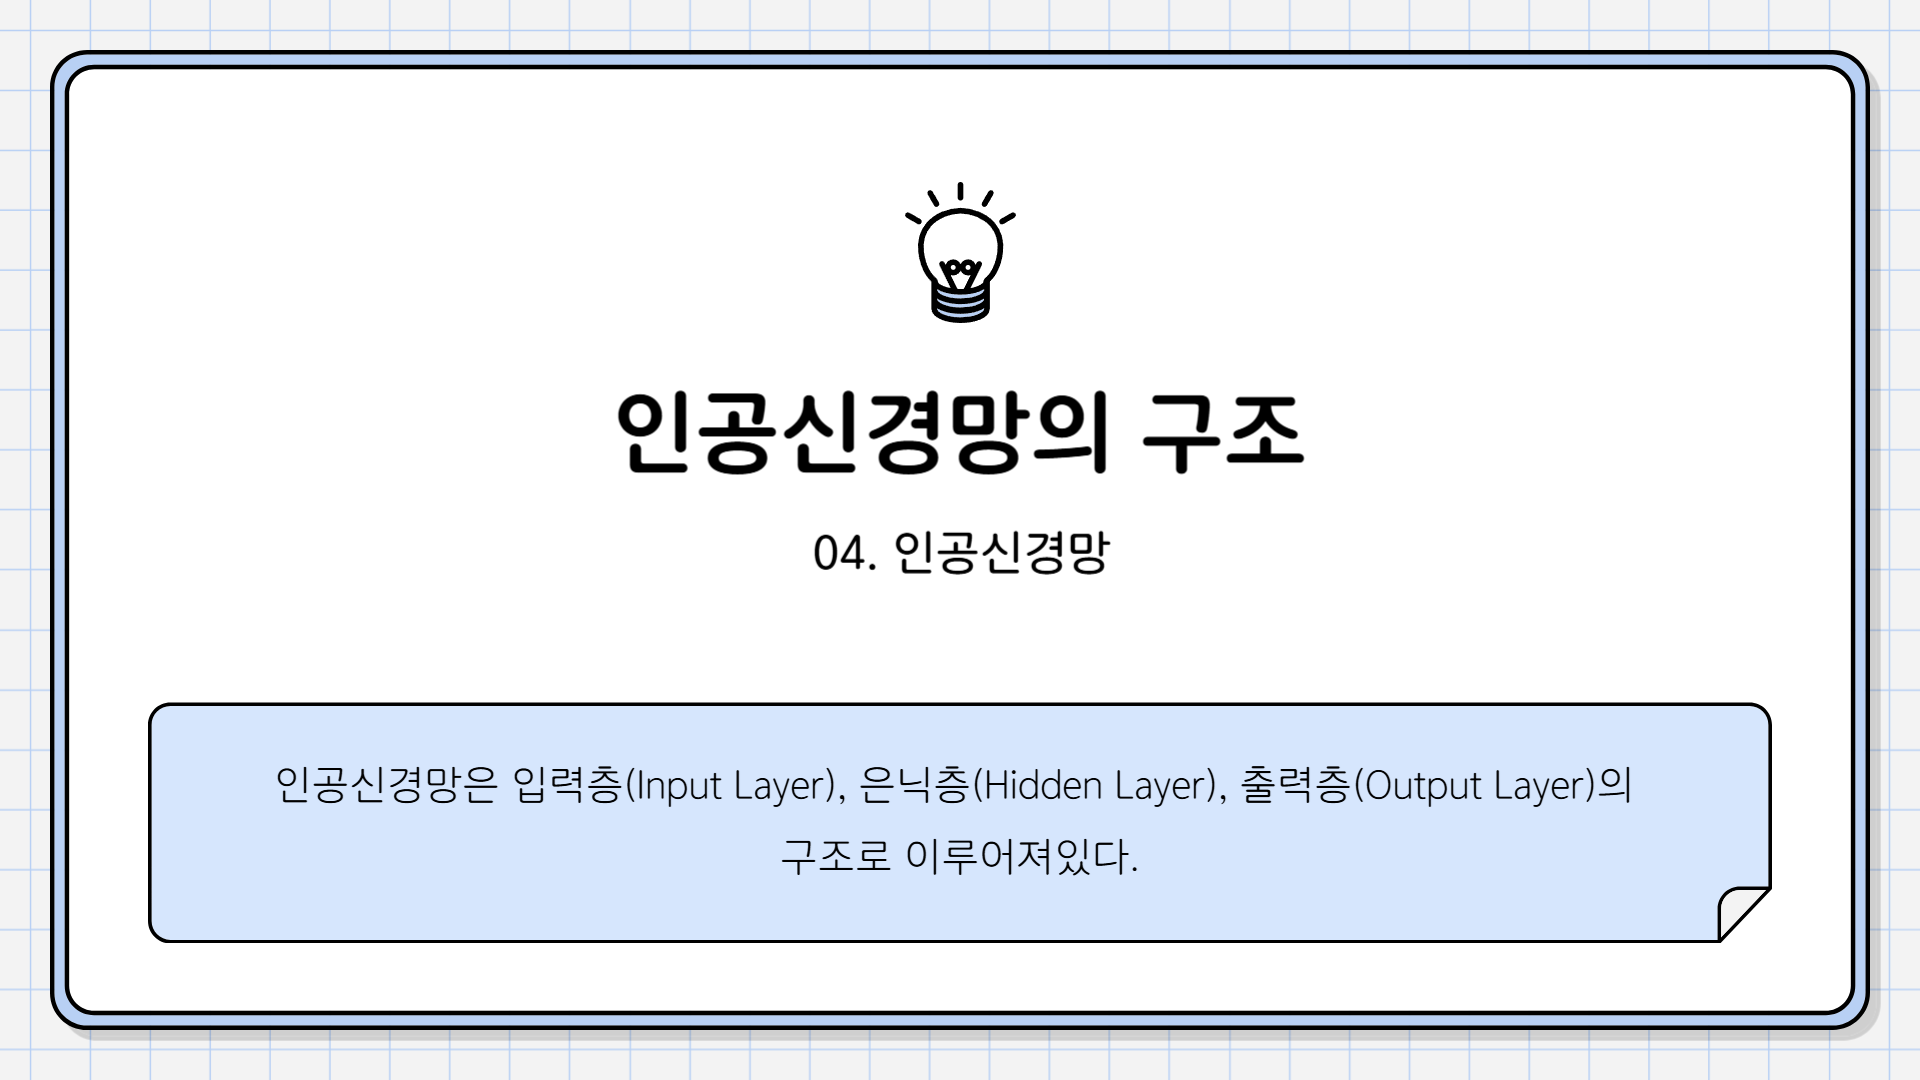 인공신경망의 구조
04. 인공신경망
인공신경망은 입력층(Input Layer), 은닉층(Hidden Layer), 출력층(Output Layer)의
구조로 이루어져있다.